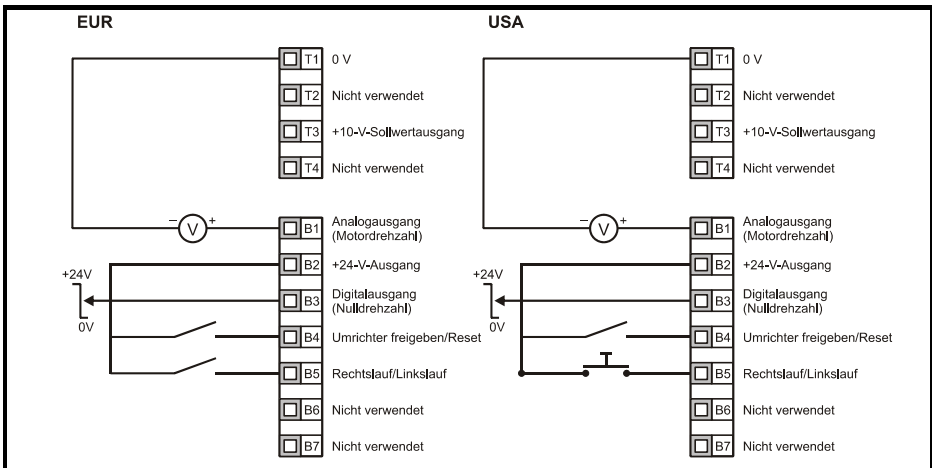 EUR
T1 0 V
T2 Nicht verwendet
T3 +10-V-Sollwertausgang
T4 Nicht verwendet
– V +
B1 Analogausgang
(Motordrehzahl)
B2 +24-V-Ausgang
+24V
B3 Digitalausgang
(Nulldrehzahl)
0V
B4 Umrichter freigeben/Reset
B5 Rechtslauf/Linkslauf
B6 Nicht verwendet
B7 Nicht verwendet
USA
T1 0 V
T2 Nicht verwendet
T3 +10-V-Sollwertausgang
T4 Nicht verwendet
– V +
B1 Analogausgang
(Motordrehzahl)
B2 +24-V-Ausgang
+24V
B3 Digitalausgang
(Nulldrehzahl)
0V
B4 Umrichter freigeben/Reset
B5 Rechtslauf/Linkslauf
B6 Nicht verwendet
B7 Nicht verwendet